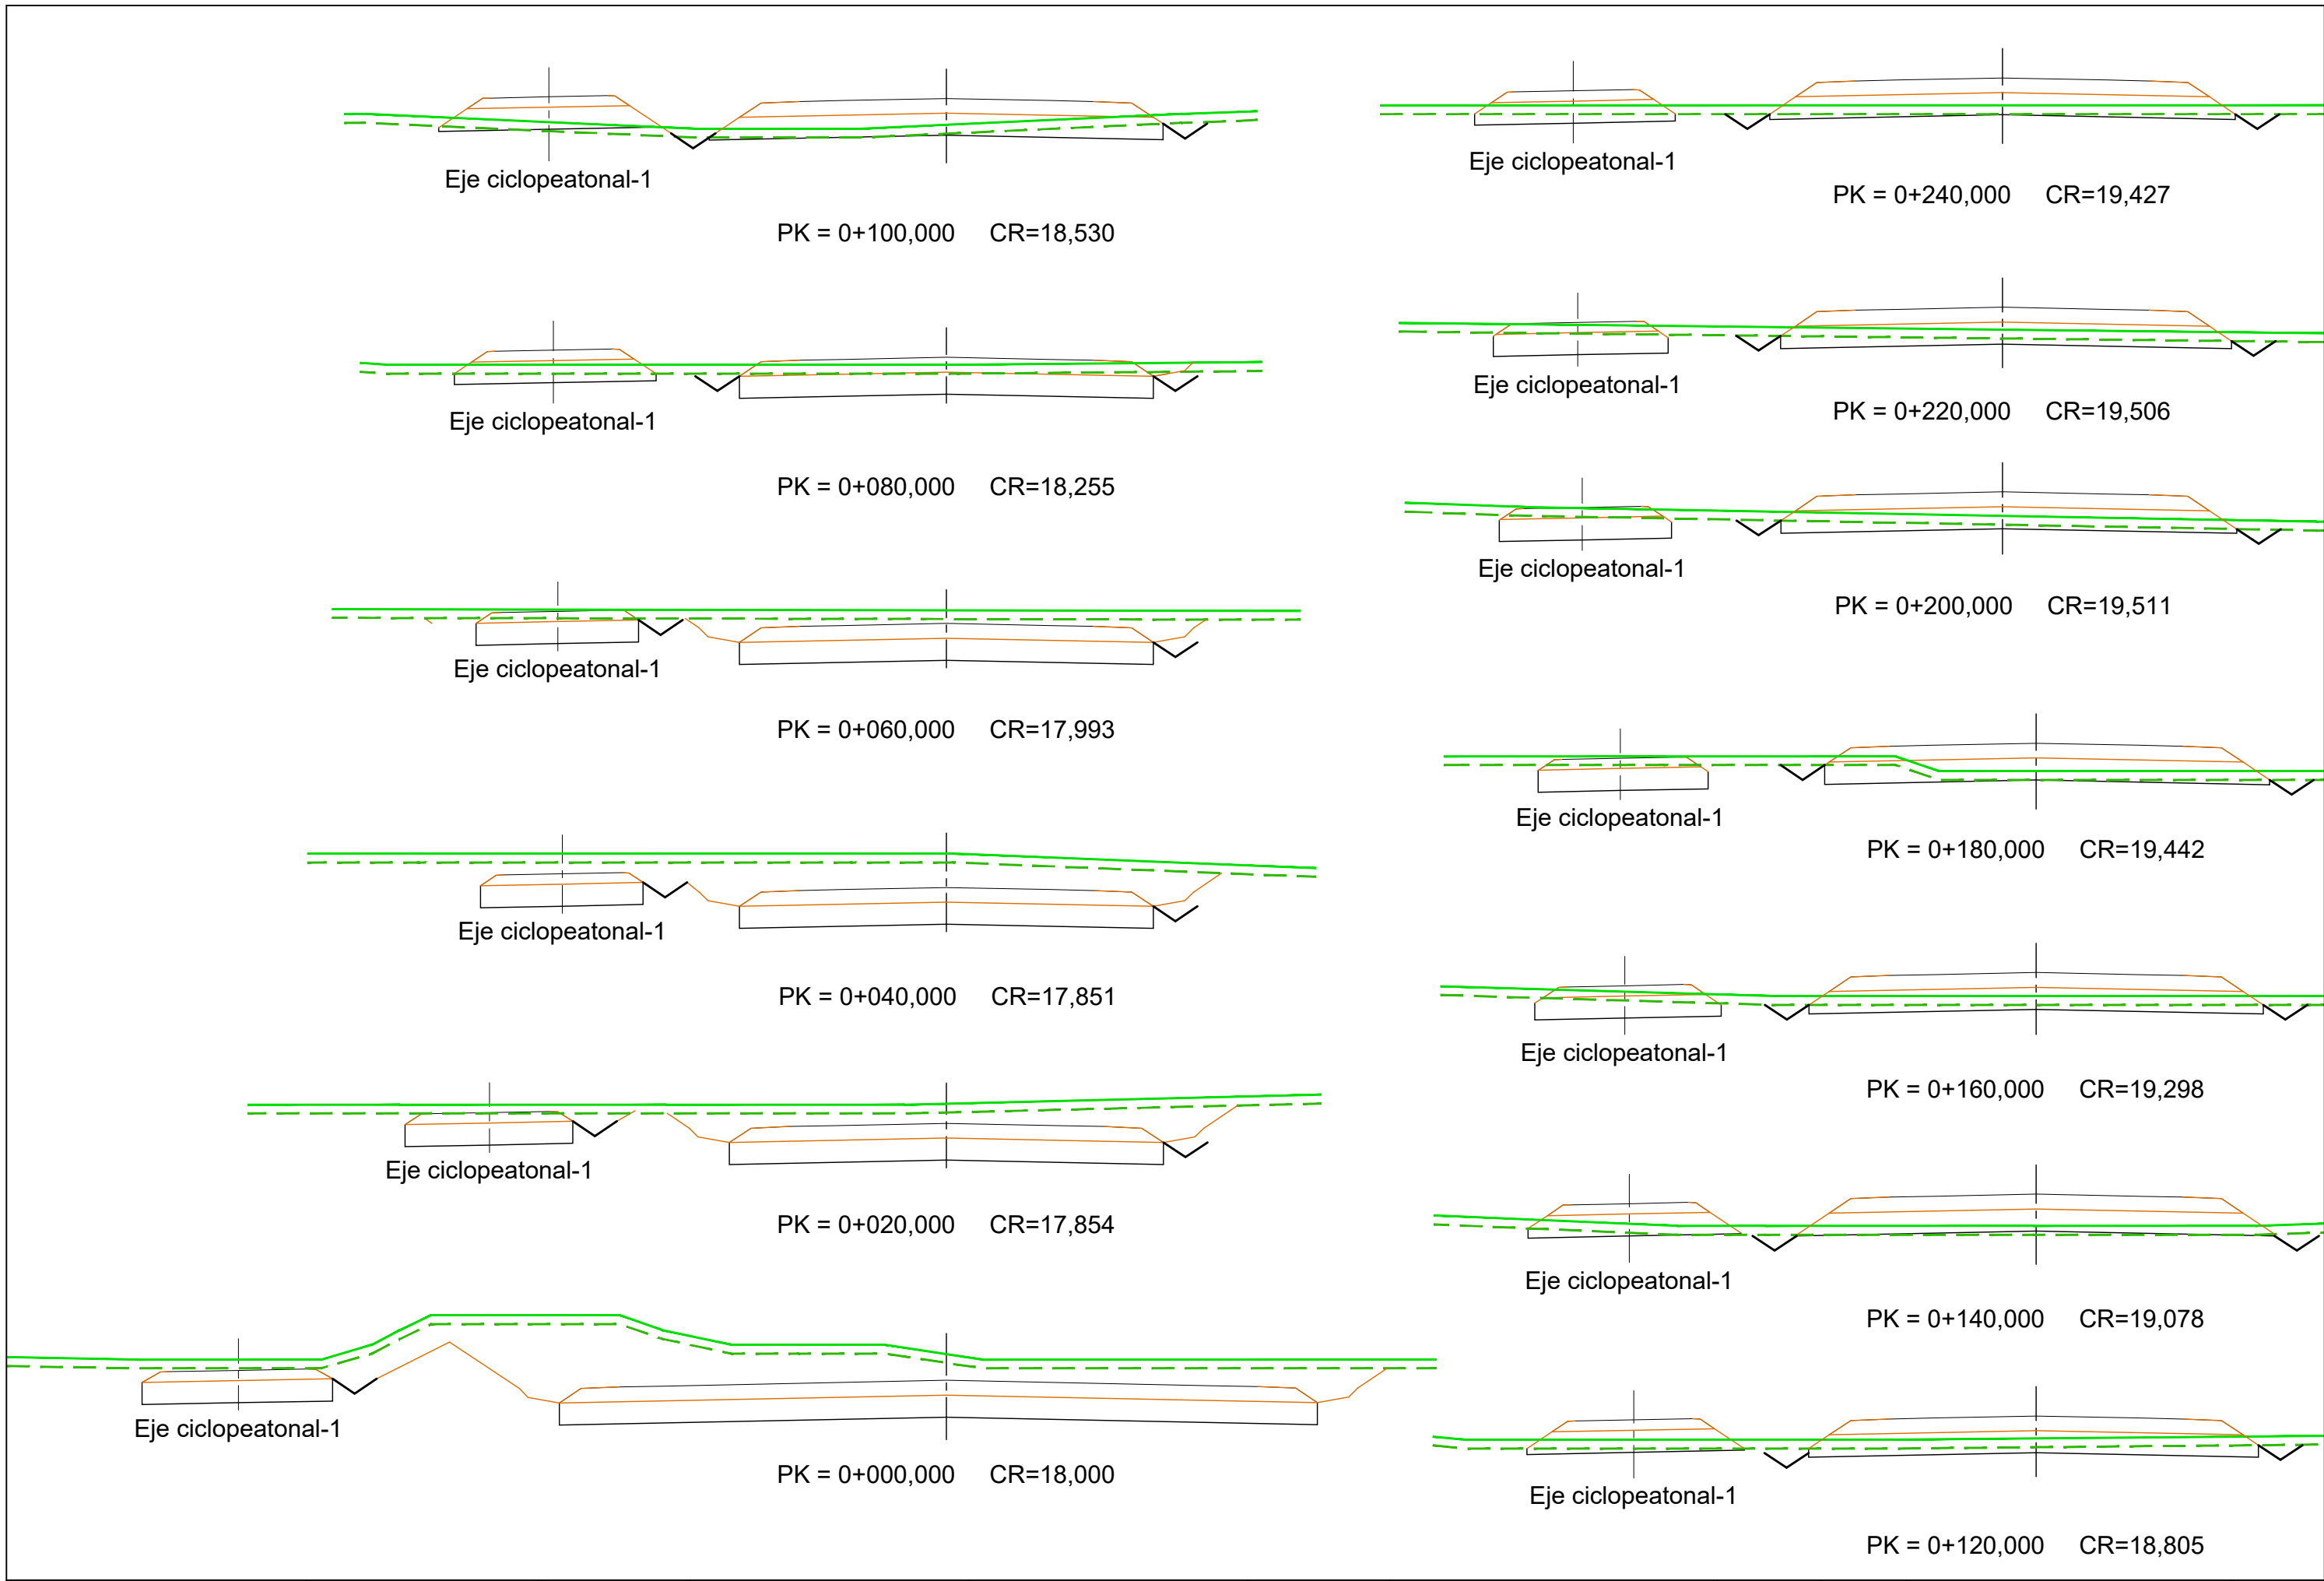 Eje ciclopeatonal-1
PK = 0+100,000 CR=18,530
Eje ciclopeatonal-1
PK = 0+080,000 CR=18,255
Eje ciclopeatonal-1
PK = 0+060,000 CR=17,993
Eje ciclopeatonal-1
PK = 0+040,000 CR=17,851
Eje ciclopeatonal-1
PK = 0+020,000 CR=17,854
Eje ciclopeatonal-1
PK = 0+000,000 CR=18,000
Eje ciclopeatonal-1
PK = 0+240,000 CR=19,427
Eje ciclopeatonal-1
PK = 0+220,000 CR=19,506
Eje ciclopeatonal-1
PK = 0+200,000 CR=19,511
Eje ciclopeatonal-1
PK = 0+180,000 CR=19,442
Eje ciclopeatonal-1
PK = 0+160,000 CR=19,298
Eje ciclopeatonal-1
PK = 0+140,000 CR=19,078
Eje ciclopeatonal-1
PK = 0+120,000 CR=18,805